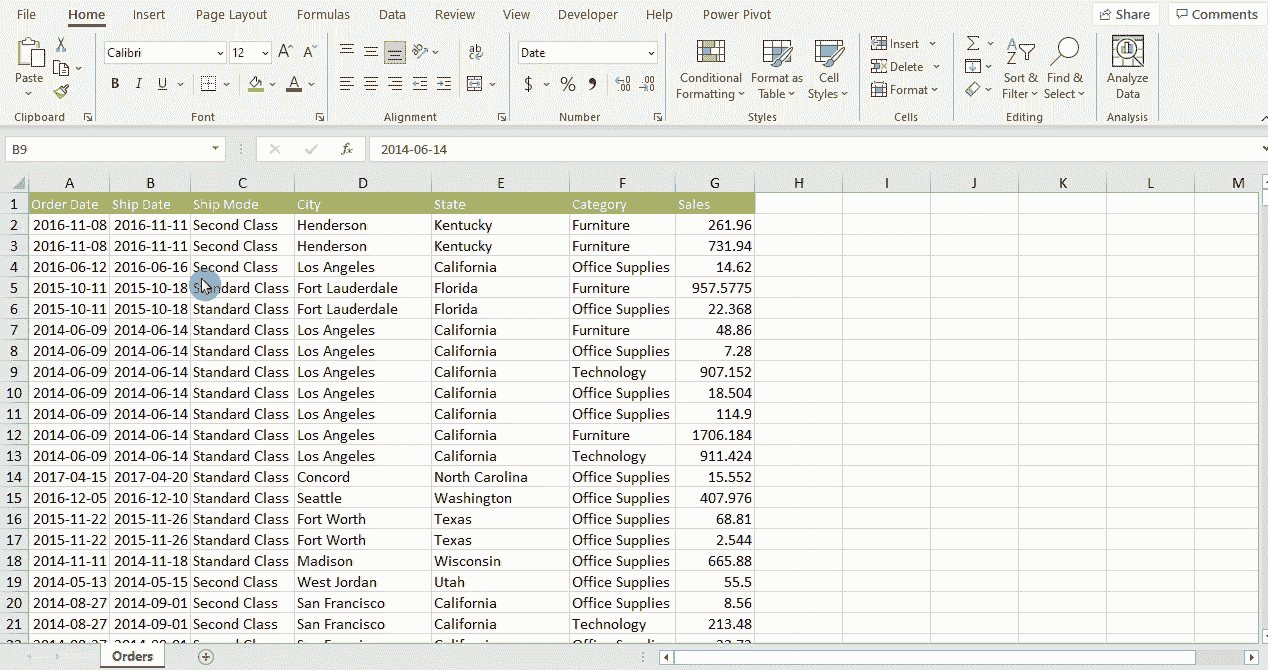 File Home Insert Page Layout Formulas Data Review View Developer Help Power Pivot Share Comments
Calibri 12 A A ab Date Insert
Paste B I U A $ % Conditional Formatting Format as Table Cell Styles Delete Sort & Filter Find & Select Analyze Data
Format
Clipboard Font Alignment Number Styles Cells Editing Analysis
B9 fx 2014-06-14
A B C D E F G H I J K L M
1 Order Date Ship Date Ship Mode City State Category Sales
2 2016-11-08 2016-11-11 Second Class Henderson Kentucky Furniture 261.96
3 2016-11-08 2016-11-11 Second Class Henderson Kentucky Furniture 731.94
4 2016-06-12 2016-06-16 Second Class Los Angeles California Office Supplies 14.62
5 2015-10-11 2015-10-18 Standard Class Fort Lauderdale Florida Furniture 957.5775
6 2015-10-11 2015-10-18 Standard Class Fort Lauderdale Florida Office Supplies 22.368
7 2014-06-09 2014-06-14 Standard Class Los Angeles California Furniture 48.86
8 2014-06-09 2014-06-14 Standard Class Los Angeles California Office Supplies 7.28
9 2014-06-09 2014-06-14 Standard Class Los Angeles California Technology 907.152
10 2014-06-09 2014-06-14 Standard Class Los Angeles California Office Supplies 18.504
11 2014-06-09 2014-06-14 Standard Class Los Angeles California Office Supplies 114.9
12 2014-06-09 2014-06-14 Standard Class Los Angeles California Furniture 1706.184
13 2014-06-09 2014-06-14 Standard Class Los Angeles California Technology 911.424
14 2017-04-15 2017-04-20 Standard Class Concord North Carolina Office Supplies 15.552
15 2016-12-05 2016-12-10 Standard Class Seattle Washington Office Supplies 407.976
16 2015-11-22 2015-11-26 Standard Class Fort Worth Texas Office Supplies 68.81
17 2015-11-22 2015-11-26 Standard Class Fort Worth Texas Office Supplies 2.544
18 2014-11-11 2014-11-18 Standard Class Madison Wisconsin Office Supplies 665.88
19 2014-05-13 2014-05-15 Second Class West Jordan Utah Office Supplies 55.5
20 2014-08-27 2014-09-01 Second Class San Francisco California Office Supplies 8.56
21 2014-08-27 2014-09-01 Second Class San Francisco California Technology 213.48
Orders